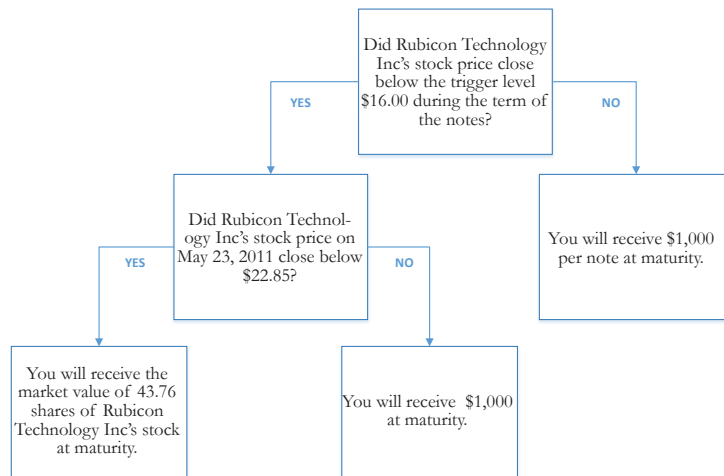 Did Rubicon Technology
Inc's stock price close
below the trigger level
$16.00 during the term of
the notes?
YES
NO
Did Rubicon Technol-
ogy Inc's stock price on
May 23, 2011 close below
$22.85?
You will receive $1,000
per note at maturity.
YES
NO
You will receive the
market value of 43.76
shares of Rubicon
Technology Inc's stock
at maturity.
You will receive $1,000
at maturity.